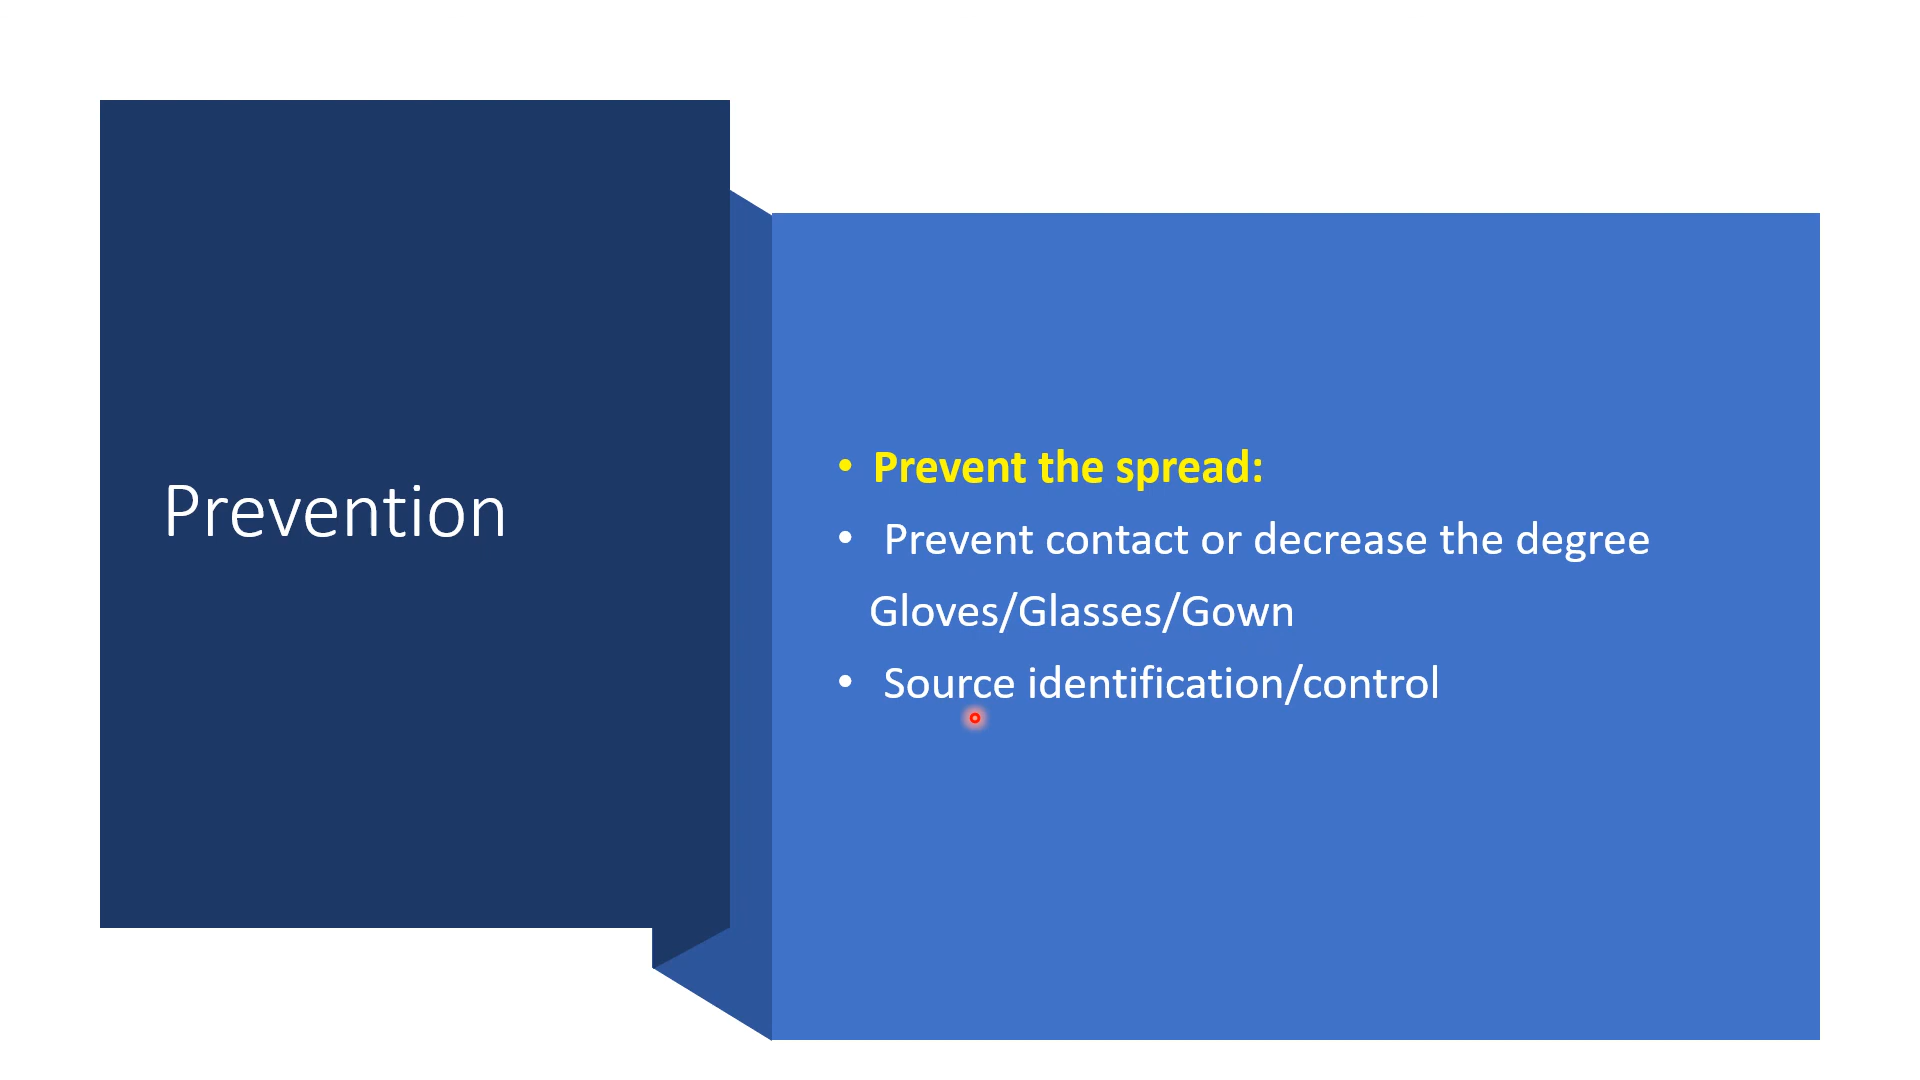 Prevention
• Prevent the spread:
• Prevent contact or decrease the degree
Gloves/Glasses/Gown
• Source identification/control